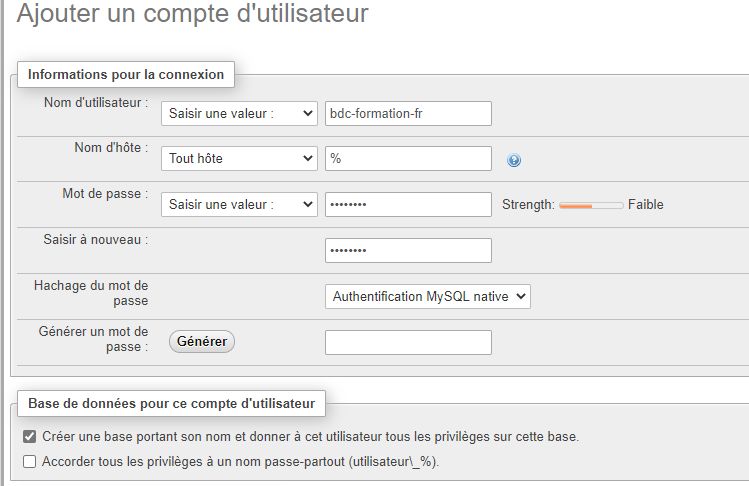 Ajouter un compte d'utilisateur
Informations pour la connexion
Nom d'utilisateur : Saisir une valeur : bdc-formation-fr
Nom d'hôte : Tout hôte %
Mot de passe : Saisir une valeur : •••••••• Strength: Faible
Saisir à nouveau : ••••••••
Hachage du mot de
passe Authentification MySQL native
Générer un mot de
passe : Générer
Base de données pour ce compte d'utilisateur
Créer une base portant son nom et donner à cet utilisateur tous les privilèges sur cette base.
Accorder tous les privilèges à un nom passe-partout (utilisateur\_%).